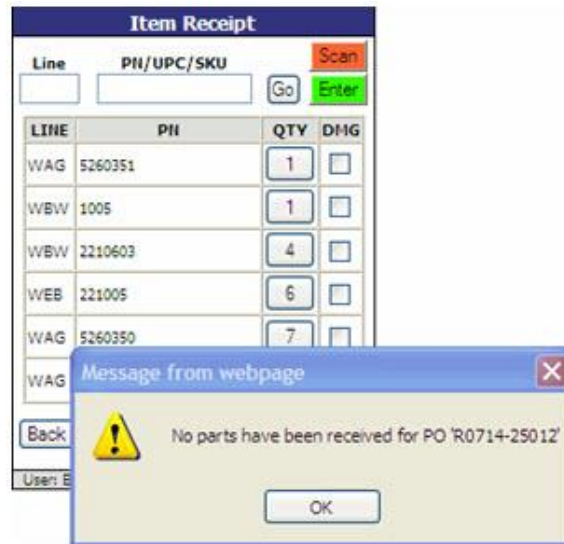 Item Receipt
Line PN/UPC/SKU Scan
Go Enter
LINE PN QTY DMG
WAG 5260351 1
WBW 1005 1
WBW 2210603 4
WEB 221005 6
WAG 5260350 7
WAG
Message from webpage
No parts have been received for PO 'R0714-25012'
OK
Back
User: